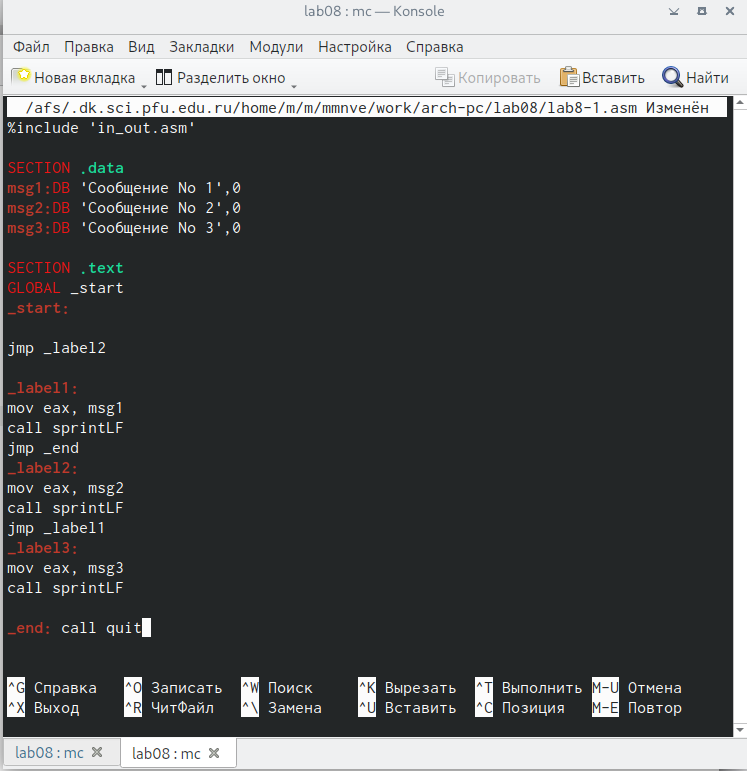 lab08 : mc — Konsole
Файл Правка Вид Закладки Модули Настройка Справка
Новая вкладка Разделить окно Копировать Вставить Найти
/afs/.dk.sci.pfu.edu.ru/home/m/m/mmnve/work/arch-pc/lab08/lab8-1.asm Изменён
%include 'in_out.asm'
SECTION .data
msg1:DB 'Сообщение No 1',0
msg2:DB 'Сообщение No 2',0
msg3:DB 'Сообщение No 3',0
SECTION .text
GLOBAL _start
_start:
jmp _label2
_label1:
mov eax, msg1
call sprintLF
jmp _end
_label2:
mov eax, msg2
call sprintLF
jmp _label1
_label3:
mov eax, msg3
call sprintLF
_end: call quit
^G Справка ^O Записать ^W Поиск ^K Вырезать ^T Выполнить M-U Отмена
^X Выход ^R ЧитФайл ^\ Замена ^U Вставить ^C Позиция M-E Повтор
lab08 : mc lab08 : mc